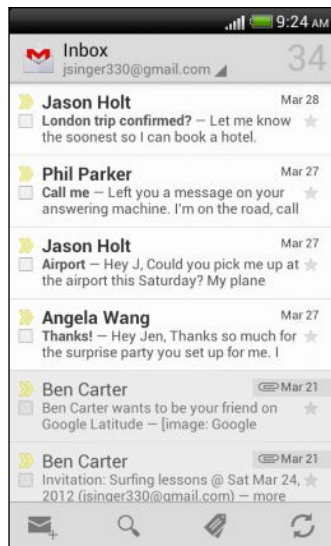 9:24 AM
Inbox
jsinger330@gmail.com
34
Jason Holt Mar 28
London trip confirmed? – Let me know
the soonest so I can book a hotel.
Phil Parker Mar 27
Call me – Left you a message on your
answering machine. I'm on the road, call
Jason Holt Mar 27
Airport – Hey J, Could you pick me up at
the airport this Saturday? My plane
Angela Wang Mar 27
Thanks! – Hey Jen, Thanks so much for
the surprise party you set up for me. I
Ben Carter Mar 21
Ben Carter wants to be your friend on
Google Latitude – [image: Google
Ben Carter Mar 21
Invitation: Surfing lessons @ Sat Mar 24,
2012 (jsinger330@gmail.com) – more